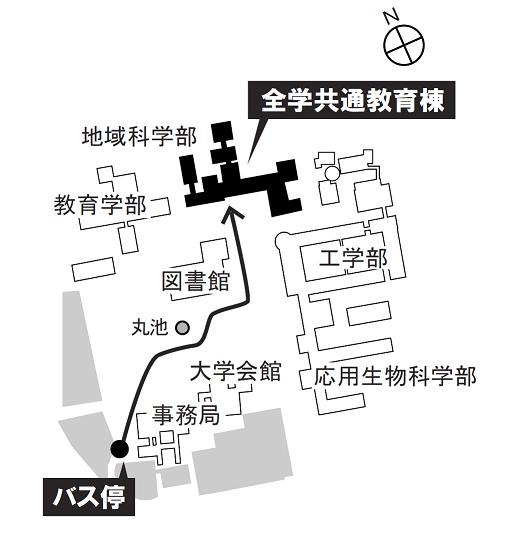 N
全学共通教育棟
地域科学部
教育学部
工学部
図書館
丸池
大学会館
応用生物科学部
事務局
バス停